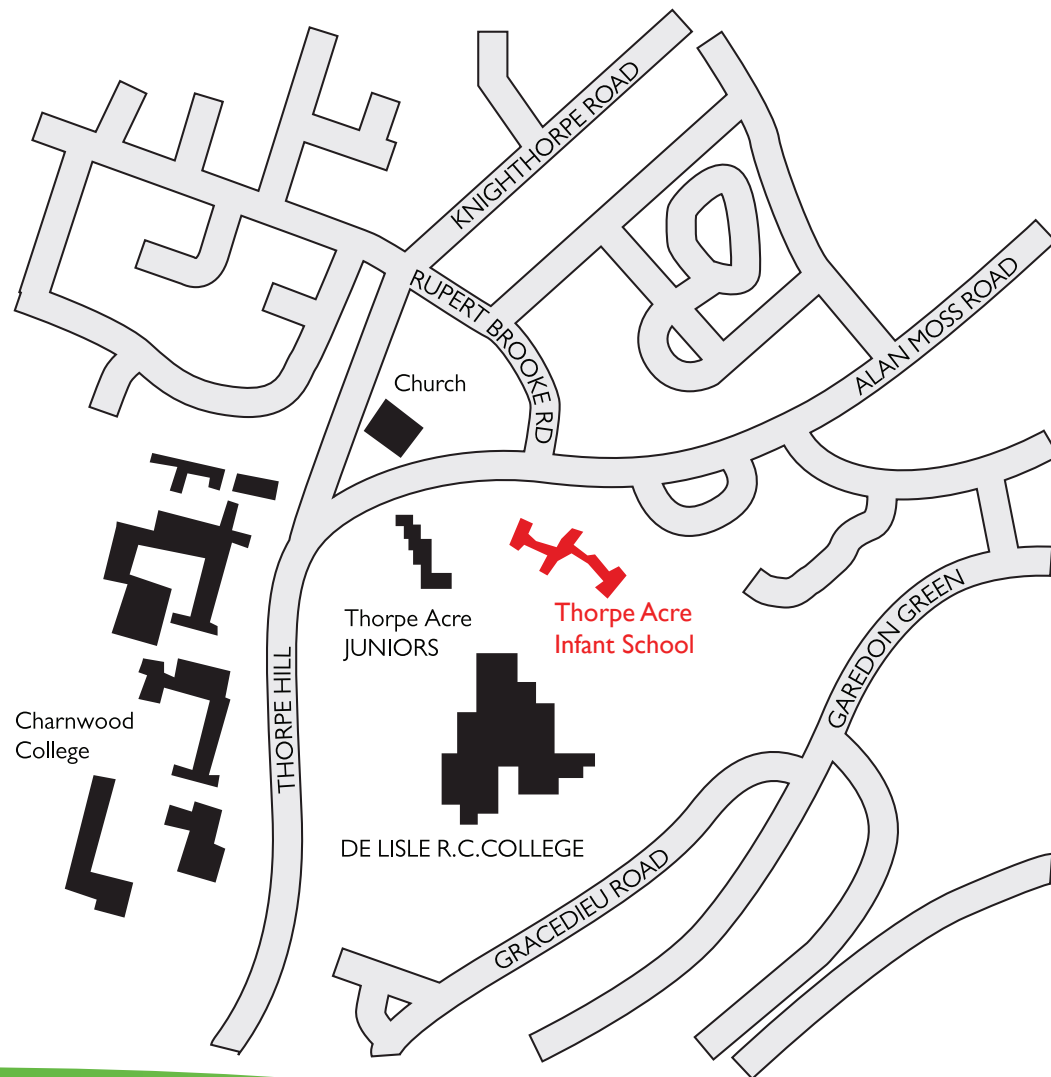 KNIGHTHORPE ROAD
RUPERT BROOKE RD
ALAN MOSS ROAD
Church
Thorpe Acre
JUNIORS
Thorpe Acre
Infant School
GAREDON GREEN
THORPE HILL
Charnwood
College
DE LISLE R.C.COLLEGE
GRACEDIEU ROAD